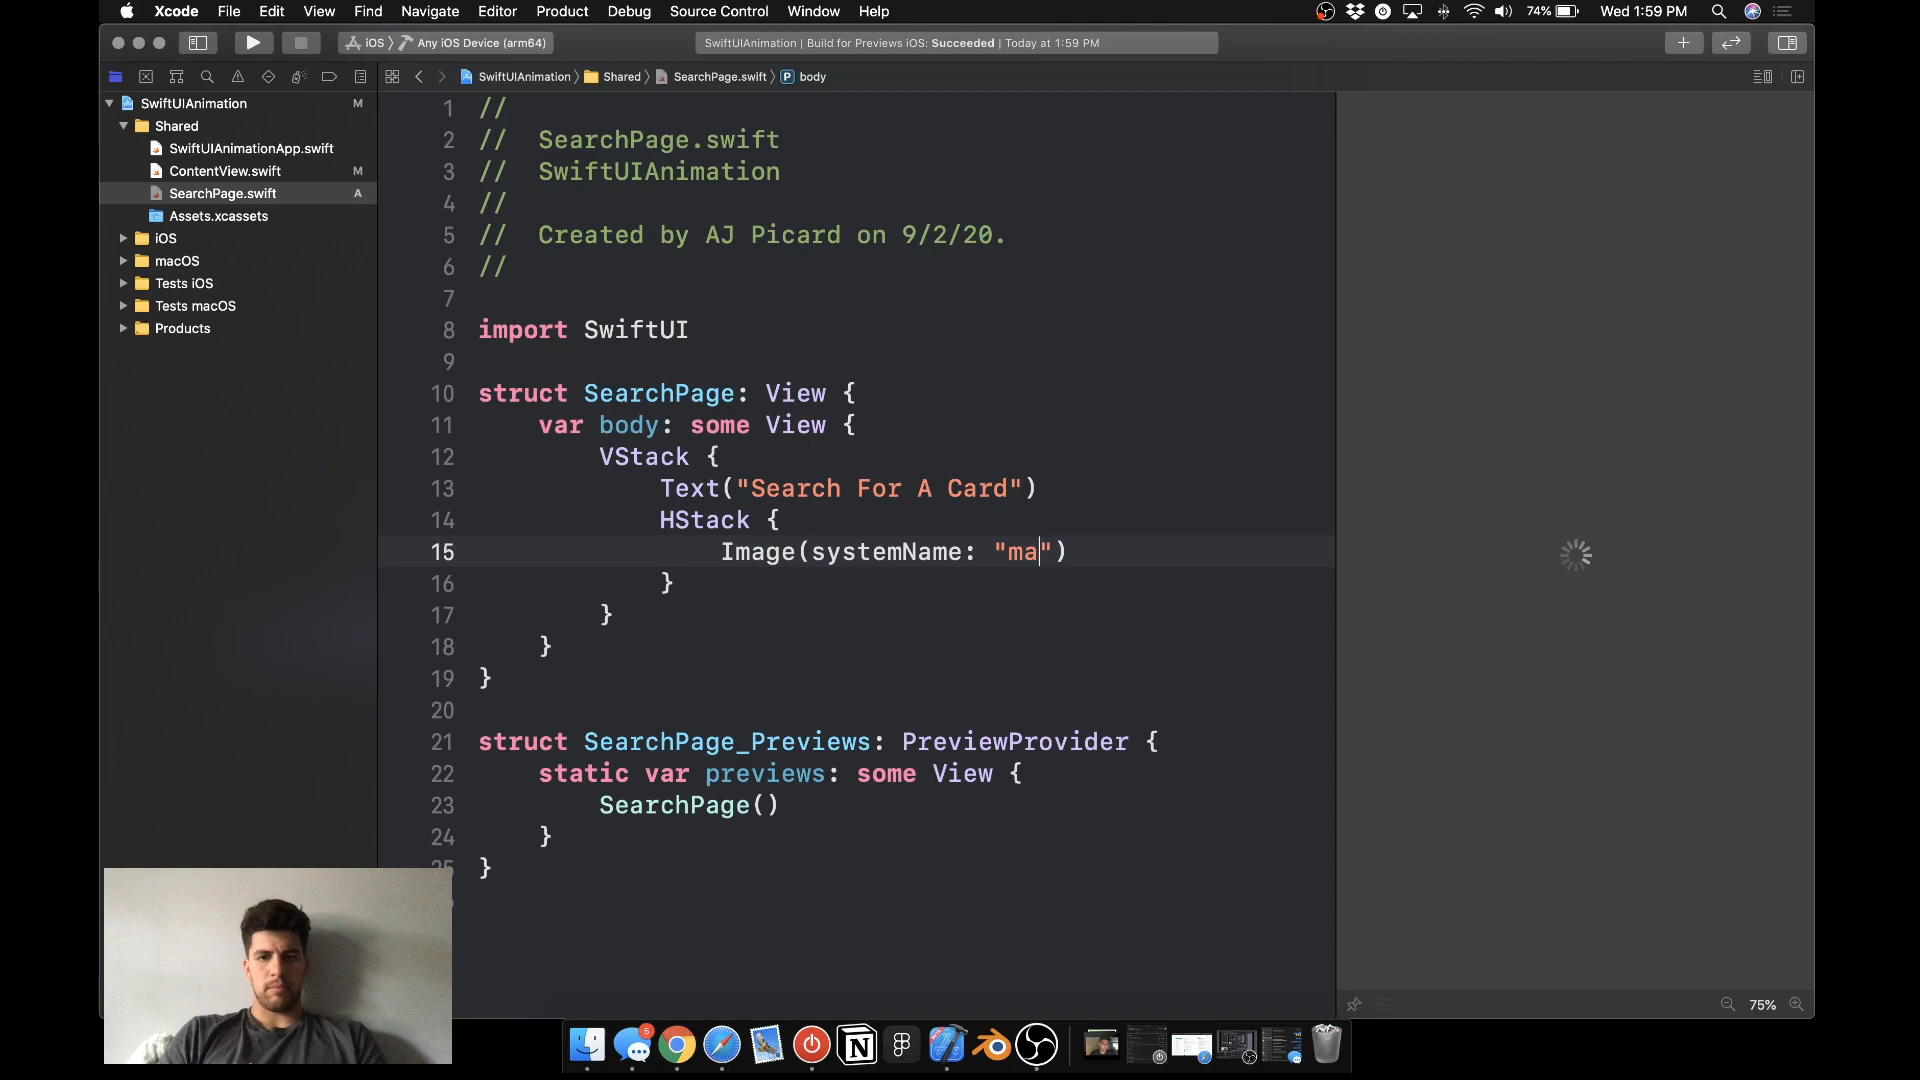 Xcode File Edit View Find Navigate Editor Product Debug Source Control Window Help 74% Wed 1:59 PM
iOS Any iOS Device (arm64) SwiftUIAnimation | Build for Previews iOS: Succeeded | Today at 1:59 PM
SwiftUIAnimation Shared SearchPage.swift P body
SwiftUIAnimation M
Shared
SwiftUIAnimationApp.swift
ContentView.swift M
SearchPage.swift A
Assets.xcassets
iOS
macOS
Tests iOS
Tests macOS
Products
1 //
2 // SearchPage.swift
3 // SwiftUIAnimation
4 //
5 // Created by AJ Picard on 9/2/20.
6 //
7
8 import SwiftUI
9
10 struct SearchPage: View {
11 var body: some View {
12 VStack {
13 Text("Search For A Card")
14 HStack {
15 Image(systemName: "ma")
16 }
17 }
18 }
19 }
20
21 struct SearchPage_Previews: PreviewProvider {
22 static var previews: some View {
23 SearchPage()
24 }
25 }
75%
5
N